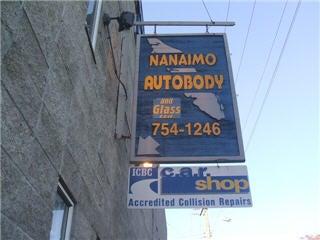 NANAIMO
AUTOBODY
AND
Glass
754-1246
ICBC
c.a.r.
shop
Accredited Collision Repairs